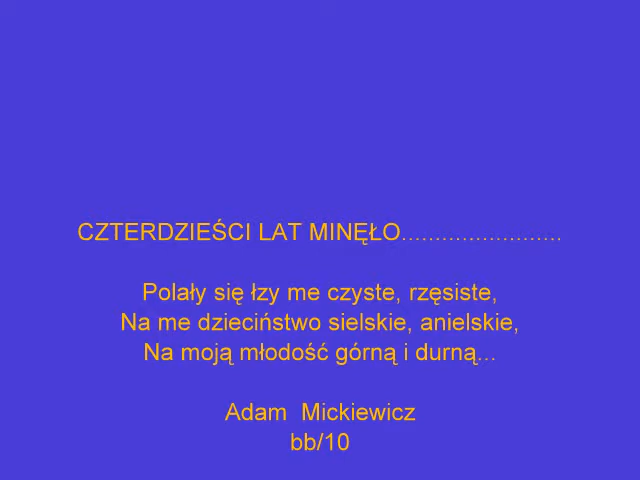 CZTERDZIEŚCI LAT MINĘŁO........................
Polały się łzy me czyste, rzęsiste,
Na me dzieciństwo sielskie, anielskie,
Na moją młodość górną i durną...
Adam  Mickiewicz
bb/10